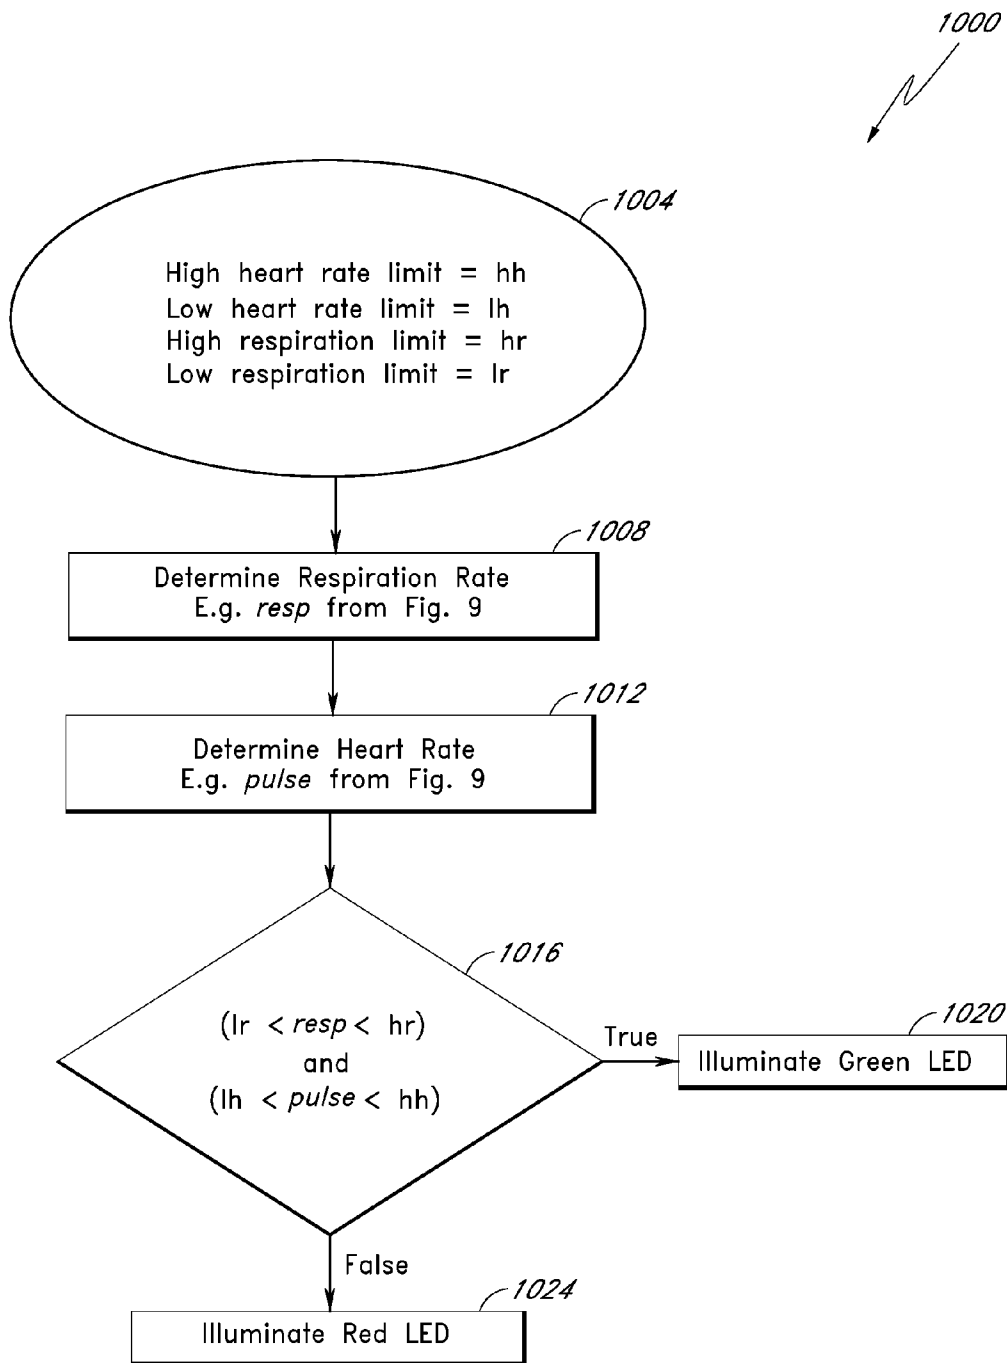 1000
1004
High heart rate limit = hh
Low heart rate limit = lh
High respiration limit = hr
Low respiration limit = lr
1008
Determine Respiration Rate
E.g. resp from Fig. 9
1012
Determine Heart Rate
E.g. pulse from Fig. 9
1016
(lr < resp < hr)
and
(lh < pulse < hh)
True
1020
Illuminate Green LED
False
1024
Illuminate Red LED